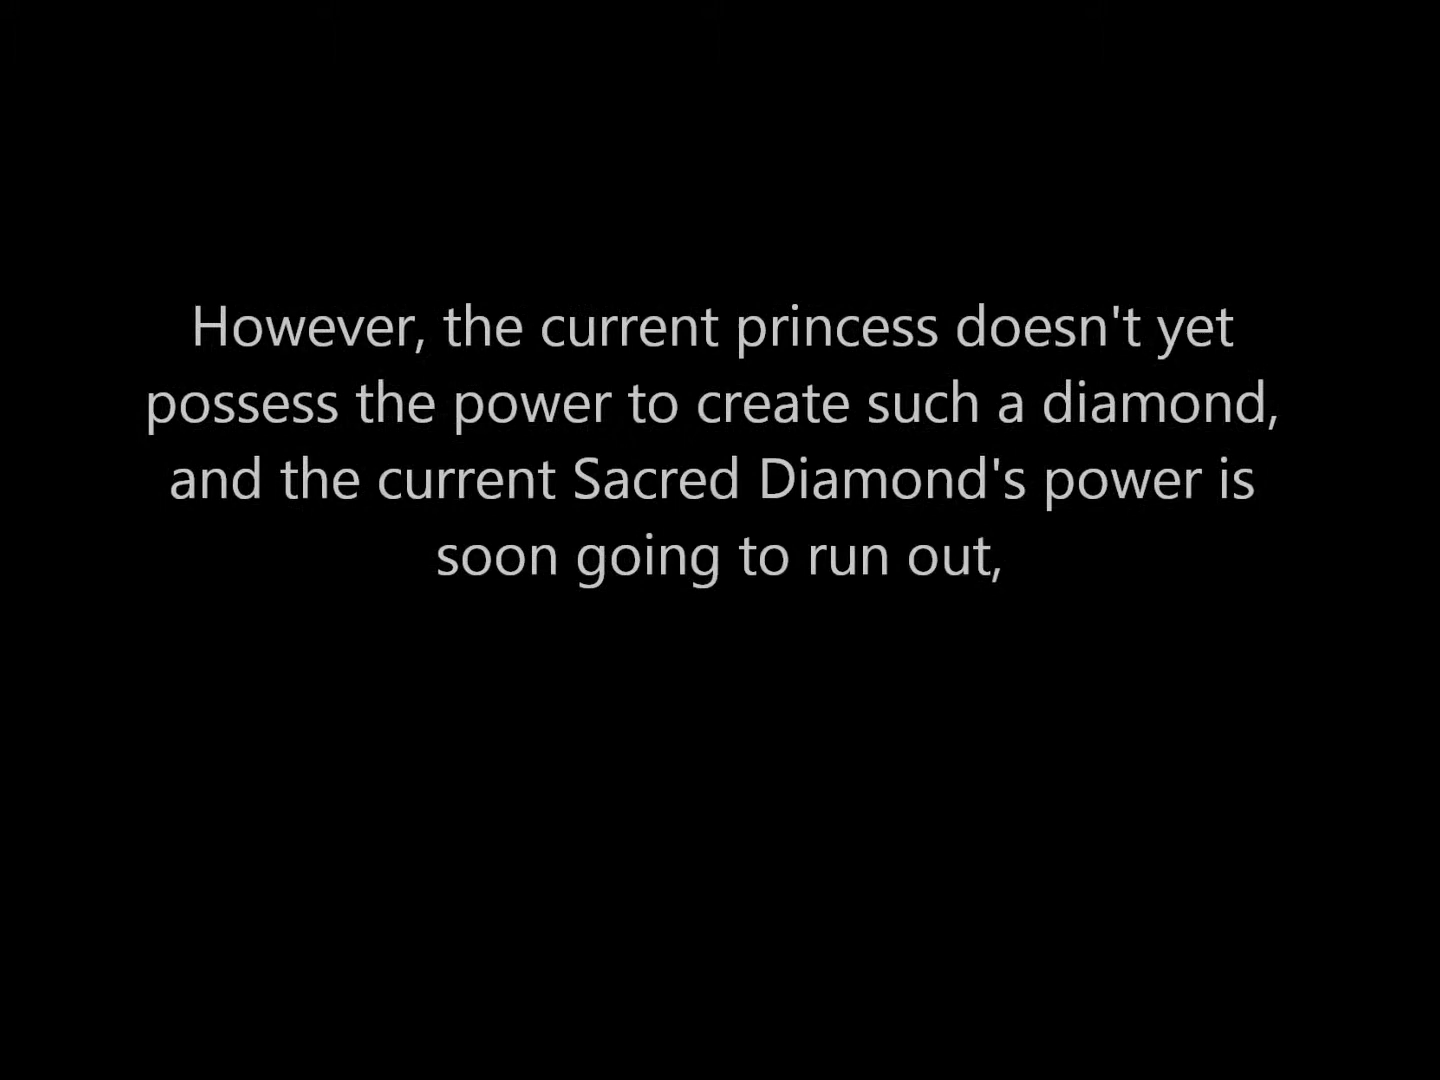 However, the current princess doesn't yet
possess the power to create such a diamond,
and the current Sacred Diamond's power is
soon going to run out,